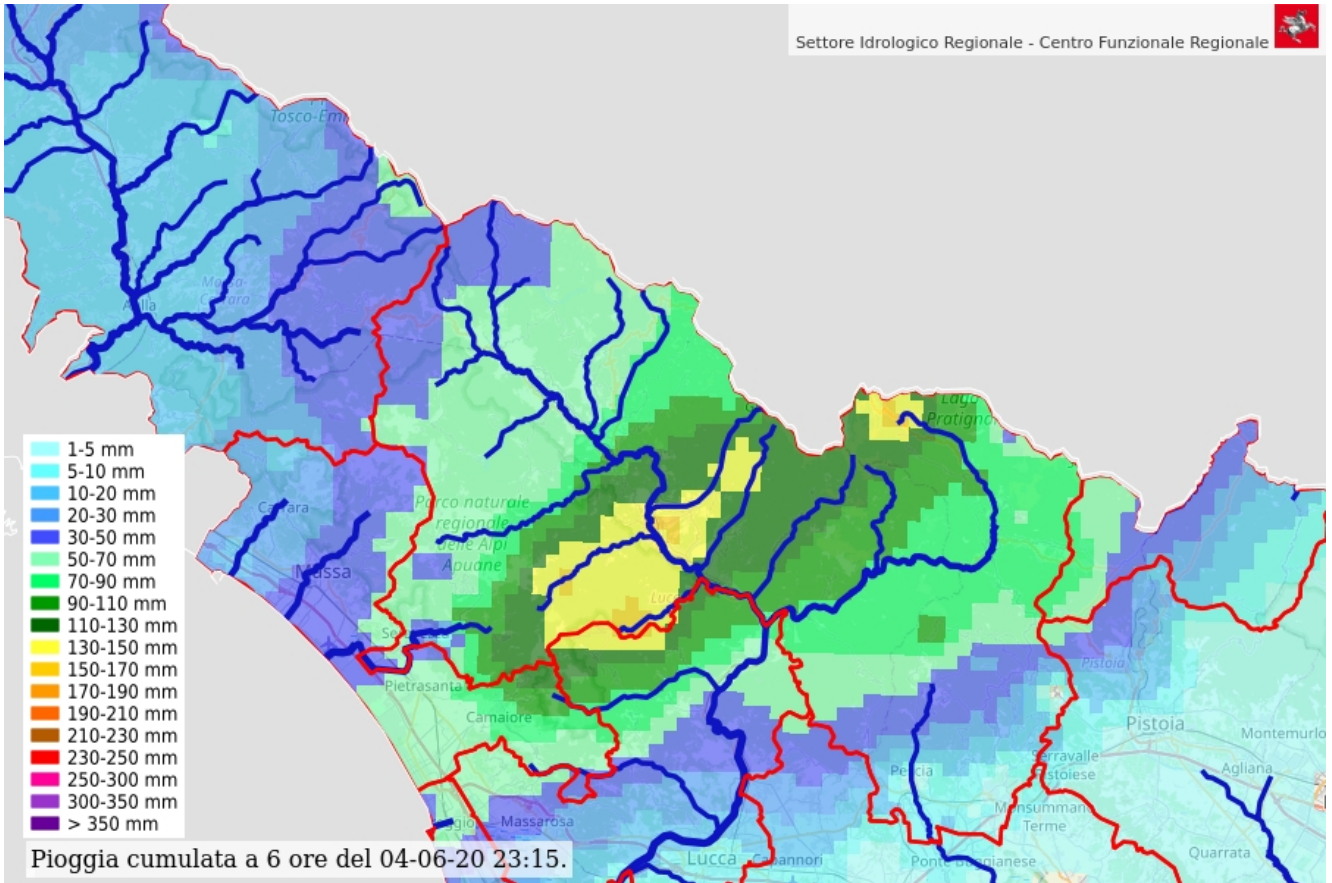 Settore Idrologico Regionale - Centro Funzionale Regionale
Tosco-Emi
Massa-
Carrara
Aulla
Lago
Pratignan
1-5 mm
5-10 mm
10-20 mm
20-30 mm
30-50 mm
50-70 mm
70-90 mm
90-110 mm
110-130 mm
130-150 mm
150-170 mm
170-190 mm
190-210 mm
210-230 mm
230-250 mm
250-300 mm
300-350 mm
> 350 mm
Carrara
Parco naturale
regionale
delle Alpi
Apuane
Massa
Lucca
Pistoia
Pietrasanta
Camaiore
Pistoia
Montemurlo
Serravalle
Pistoiese
Pescia
Agliana
Massarosa
Monsummano
Terme
Lucca
Capannori
Ponte Buggianese
Quarrata
Pioggia cumulata a 6 ore del 04-06-20 23:15.